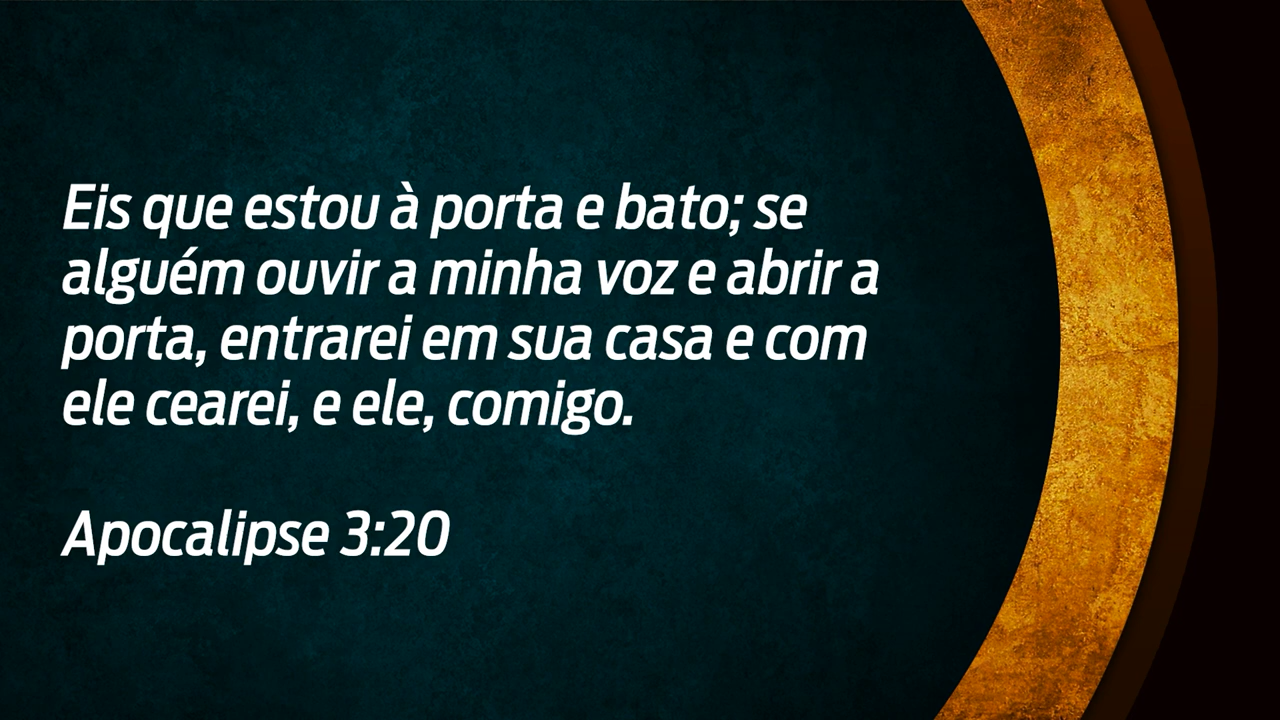 Eis que estou à porta e bato; se
alguém ouvir a minha voz e abrir a
porta, entrarei em sua casa e com
ele cearei, e ele, comigo.
Apocalipse 3:20